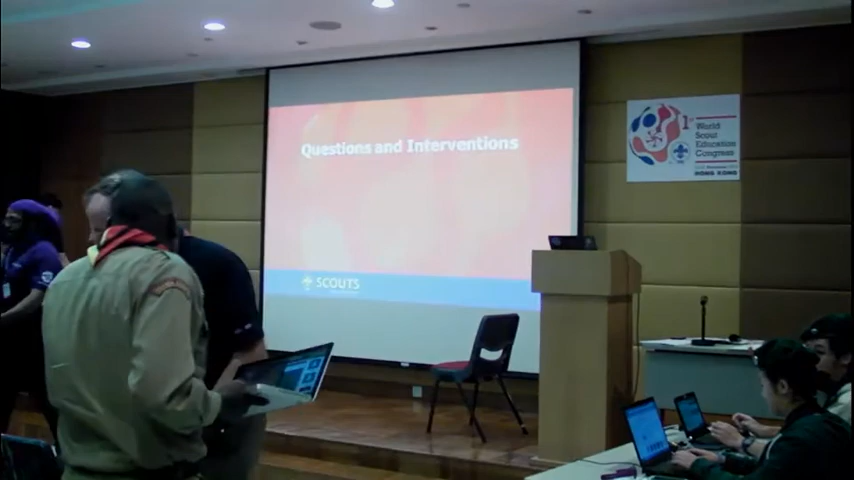 Questions and Interventions
SCOUTS
1st
World
Scout
Education
Congress
HONG KONG